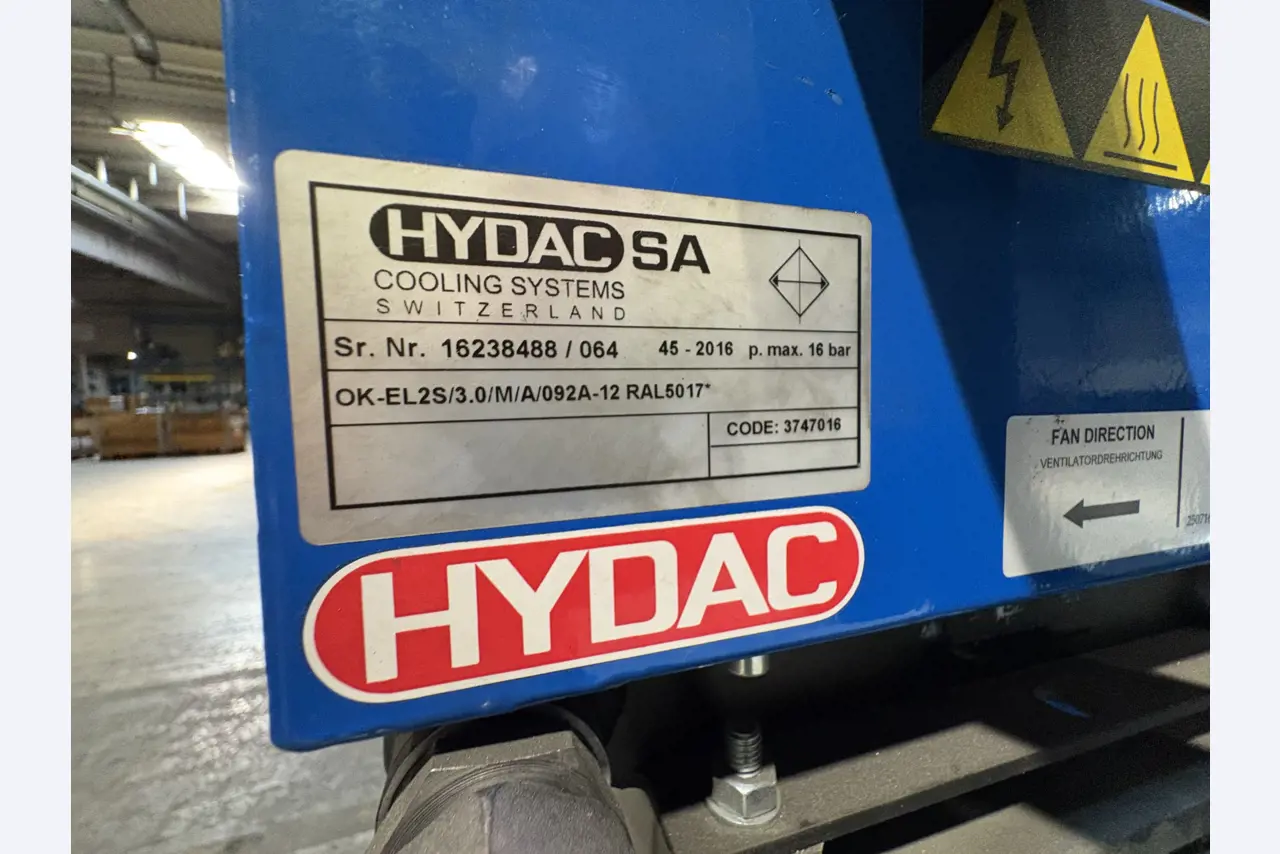 HYDAC SA
COOLING SYSTEMS
SWITZERLAND
Sr. Nr. 16238488 / 064 45 - 2016 p. max. 16 bar
OK-EL2S/3.0/M/A/092A-12 RAL5017*
CODE: 3747016
HYDAC
FAN DIRECTION
VENTILATORDREHRICHTUNG